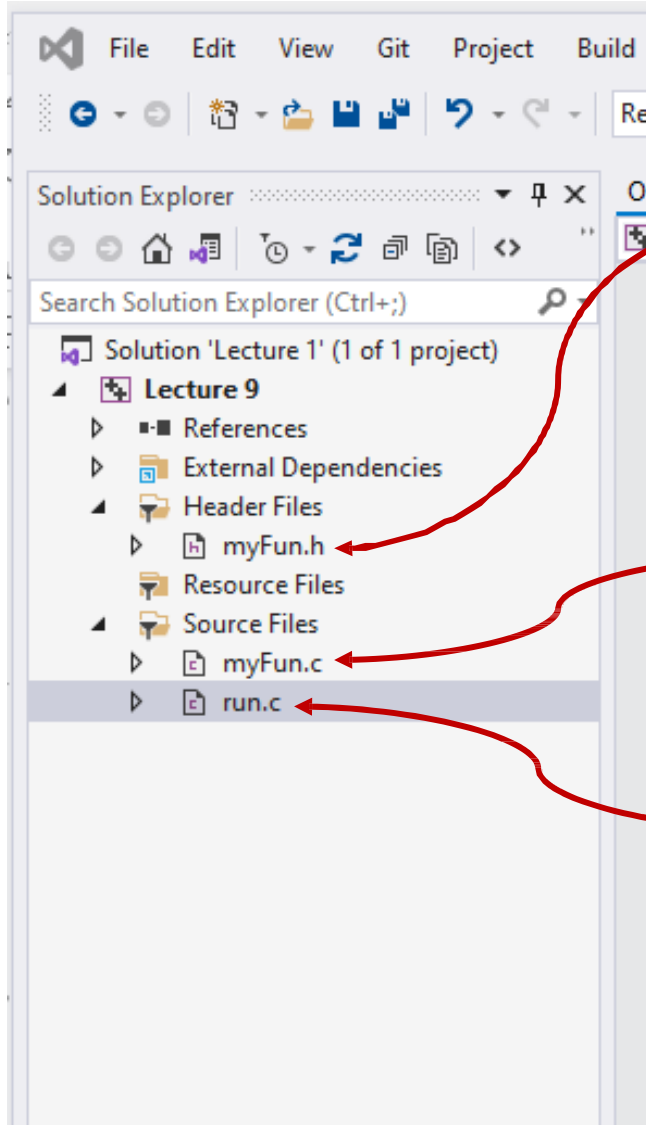 File Edit View Git Project Build
Re
Solution Explorer
O
Search Solution Explorer (Ctrl+;)
Solution 'Lecture 1' (1 of 1 project)
Lecture 9
References
External Dependencies
Header Files
myFun.h
Resource Files
Source Files
myFun.c
run.c